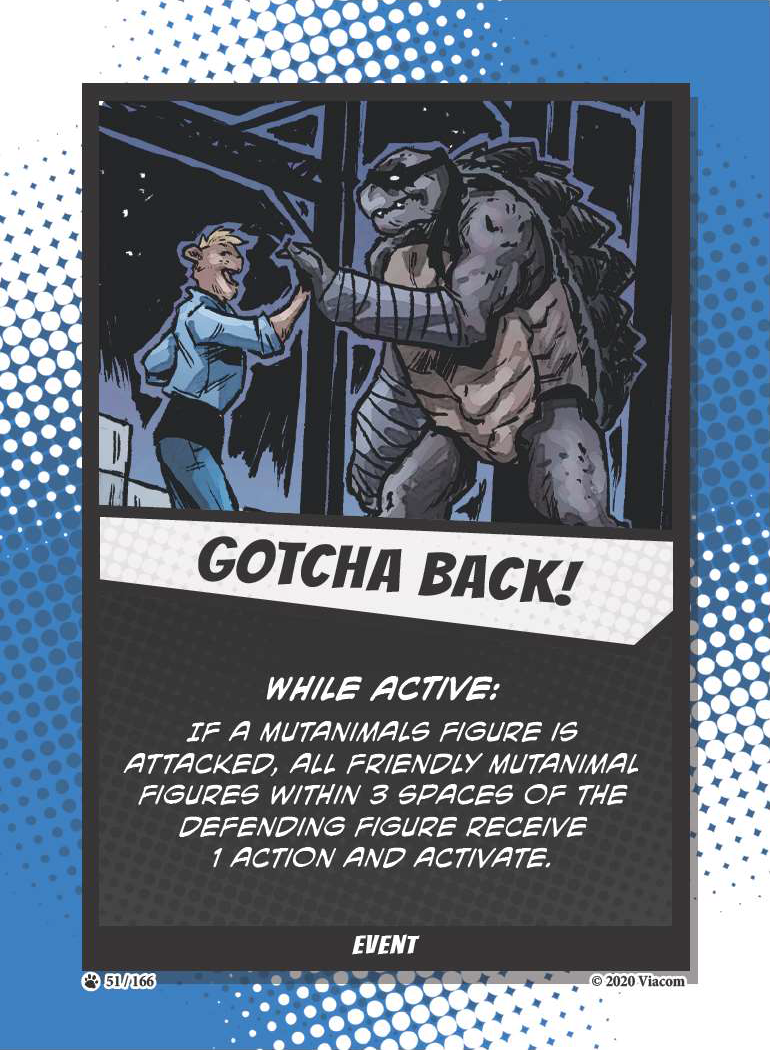 GOTCHA BACK!
WHILE ACTIVE:
IF A MUTANIMALS FIGURE IS
ATTACKED, ALL FRIENDLY MUTANIMAL
FIGURES WITHIN 3 SPACES OF THE
DEFENDING FIGURE RECEIVE
1 ACTION AND ACTIVATE.
EVENT
51/166
© 2020 Viacom